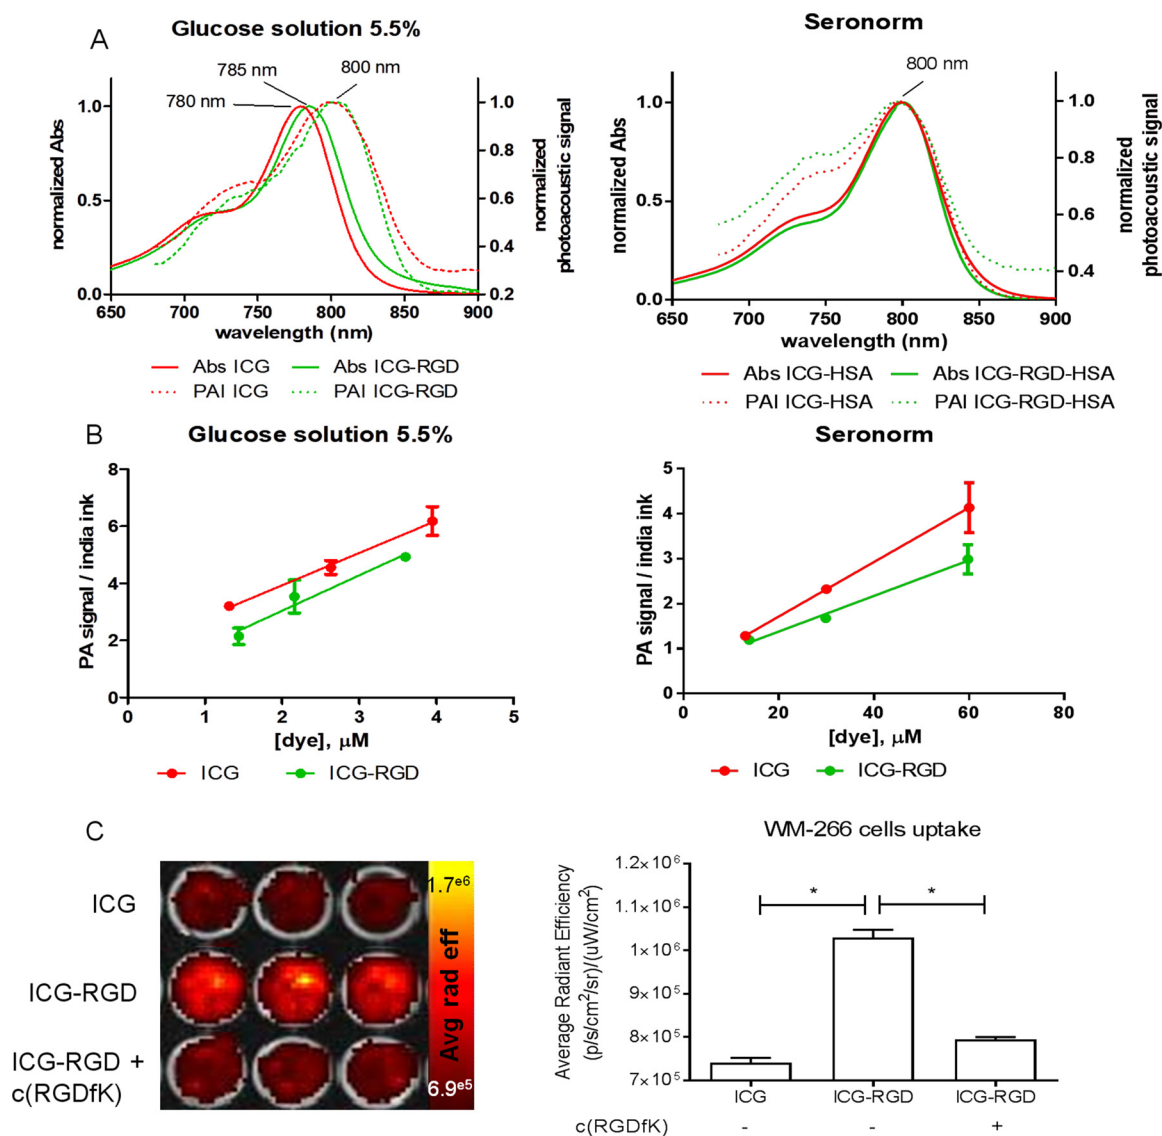 A
Glucose solution 5.5%
785 nm
800 nm
780 nm
1.0
0.5
0.0
normalized Abs
1.0
0.8
0.6
0.4
0.2
normalized
photoacoustic signal
650 700 750 800 850 900
wavelength (nm)
Abs ICG
Abs ICG-RGD
PAI ICG
PAI ICG-RGD
Seronorm
800 nm
1.0
0.5
0.0
normalized Abs
1.0
0.8
0.6
0.4
normalized
photoacoustic signal
650 700 750 800 850 900
wavelength (nm)
Abs ICG-HSA
Abs ICG-RGD-HSA
PAI ICG-HSA
PAI ICG-RGD-HSA
B
Glucose solution 5.5%
8
6
4
2
0
PA signal / india ink
0 1 2 3 4 5
[dye], μM
ICG
ICG-RGD
Seronorm
5
4
3
2
1
0
PA signal / india ink
0 20 40 60 80
[dye], μM
ICG
ICG-RGD
C
ICG
ICG-RGD
ICG-RGD +
c(RGDfK)
1.7e6
Avg rad eff
6.9e5
WM-266 cells uptake
Average Radiant Efficiency
(p/s/cm²/sr)/(uW/cm²)
1.2×10⁶
1.1×10⁶
1×10⁶
9×10⁵
8×10⁵
7×10⁵
* *
ICG ICG-RGD ICG-RGD
c(RGDfK) - - +